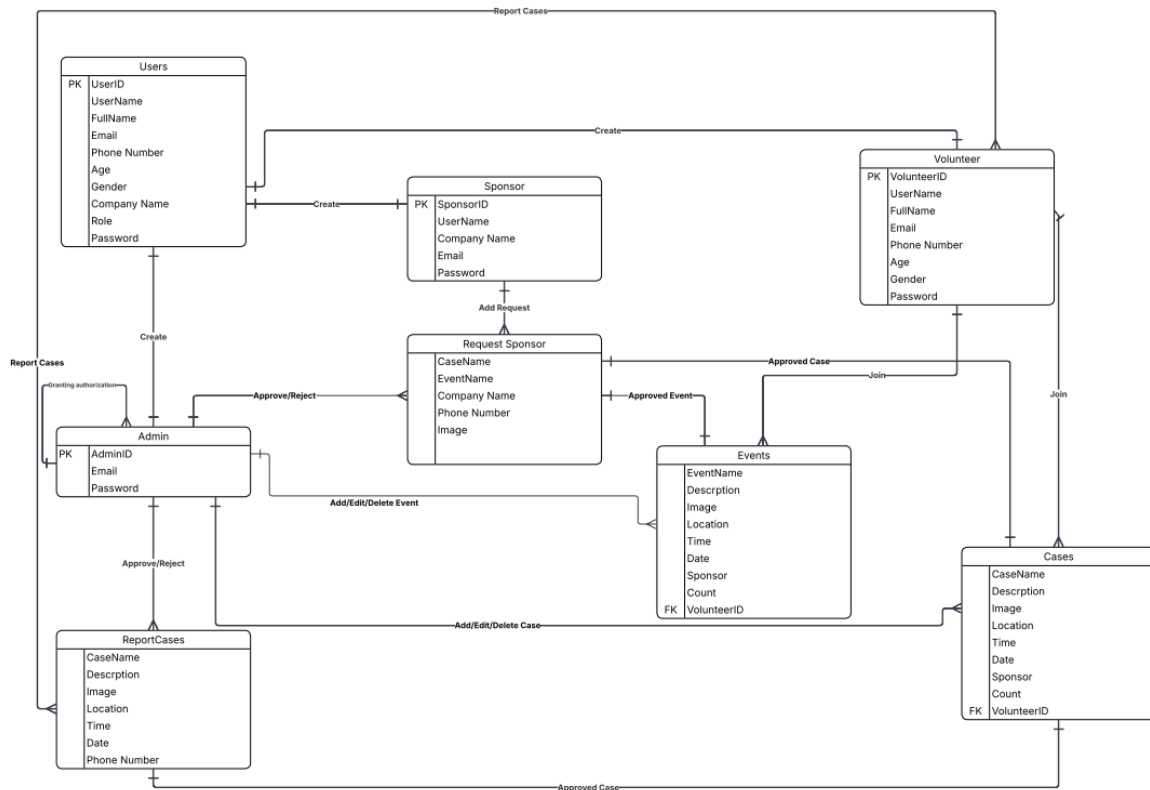 Report Cases
Users
PK UserID
UserName
FullName
Email
Phone Number
Age
Gender
Company Name
Role
Password
Create
Volunteer
PK VolunteerID
UserName
FullName
Email
Phone Number
Age
Gender
Password
Create
Sponsor
PK SponsorID
UserName
Company Name
Email
Password
Add Request
Create
Report Cases
Granting authorization
Request Sponsor
CaseName
EventName
Company Name
Phone Number
Image
Approved Case
Join
Approve/Reject
Approved Event
Join
Admin
PK AdminID
Email
Password
Events
EventName
Descrption
Image
Location
Time
Date
Sponsor
Count
FK VolunteerID
Add/Edit/Delete Event
Approve/Reject
Cases
CaseName
Descrption
Image
Location
Time
Date
Sponsor
Count
FK VolunteerID
Add/Edit/Delete Case
ReportCases
CaseName
Descrption
Image
Location
Time
Date
Phone Number
Approved Case